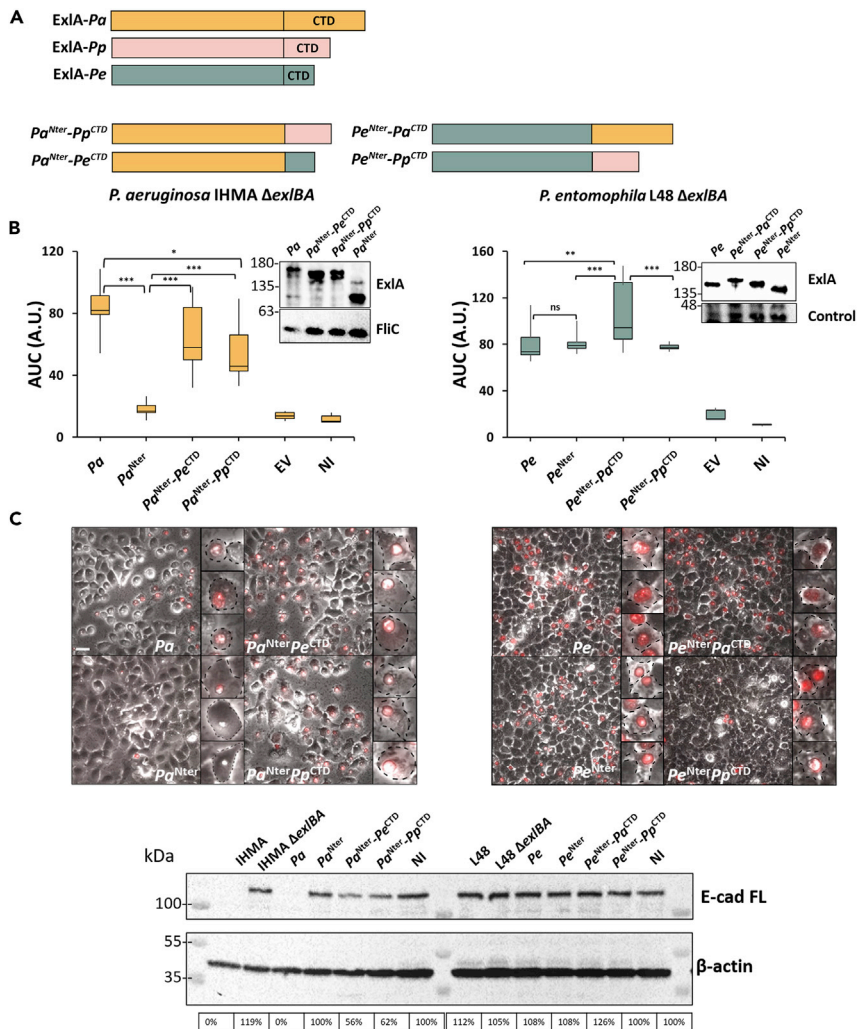 A
ExlA-Pa CTD
ExlA-Pp CTD
ExlA-Pe CTD
Pa^Nter-Pp^CTD
Pa^Nter-Pe^CTD
Pe^Nter-Pa^CTD
Pe^Nter-Pp^CTD
P. aeruginosa IHMA ΔexlBA
P. entomophila L48 ΔexlBA
B
AUC (A.U.)
120
80
40
0
*
***
***
***
Pa
Pa^Nter
Pa^Nter-Pe^CTD
Pa^Nter-Pp^CTD
EV
NI
Pa
Pa^Nter-Pe^CTD
Pa^Nter-Pp^CTD
Pa^Nter
180
135
63
ExlA
FliC
AUC (A.U.)
160
120
80
40
0
**
***
***
ns
Pe
Pe^Nter
Pe^Nter-Pa^CTD
Pe^Nter-Pp^CTD
EV
NI
Pe
Pe^Nter-Pa^CTD
Pe^Nter-Pp^CTD
Pe^Nter
180
135
48
ExlA
Control
C
Pa
Pa^Nter Pe^CTD
Pa^Nter
Pa^Nter Pp^CTD
Pe
Pe^Nter Pa^CTD
Pe^Nter
Pe^Nter Pp^CTD
kDa
IHMA
IHMA ΔexlBA
Pa
Pa^Nter
Pa^Nter-Pe^CTD
Pa^Nter-Pp^CTD
NI
L48
L48 ΔexlBA
Pe
Pe^Nter
Pe^Nter-Pa^CTD
Pe^Nter-Pp^CTD
NI
100
E-cad FL
55
35
β-actin
0% 119% 0% 100% 56% 62% 100% 112% 105% 108% 108% 126% 100% 100%